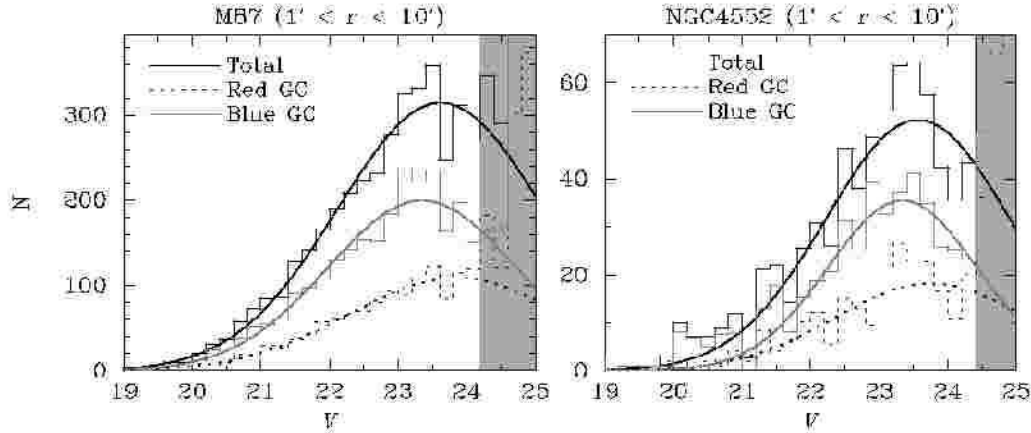 M87 (1' < r < 10')
Total
Red GC
Blue GC
N
300
200
100
0
19 20 21 22 23 24 25
V
NGC4552 (1' < r < 10')
Total
Red GC
Blue GC
60
40
20
0
19 20 21 22 23 24 25
V